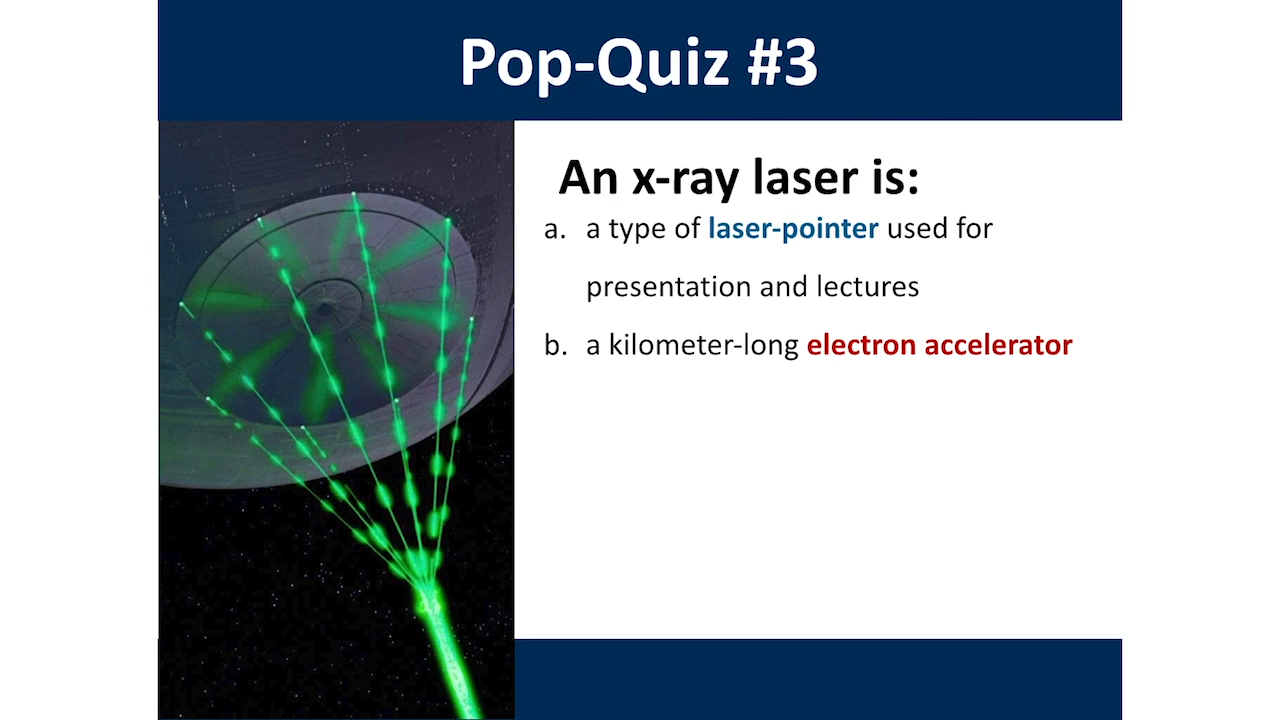 Pop-Quiz #3
An x-ray laser is:
a. a type of laser-pointer used for
presentation and lectures
b. a kilometer-long electron accelerator